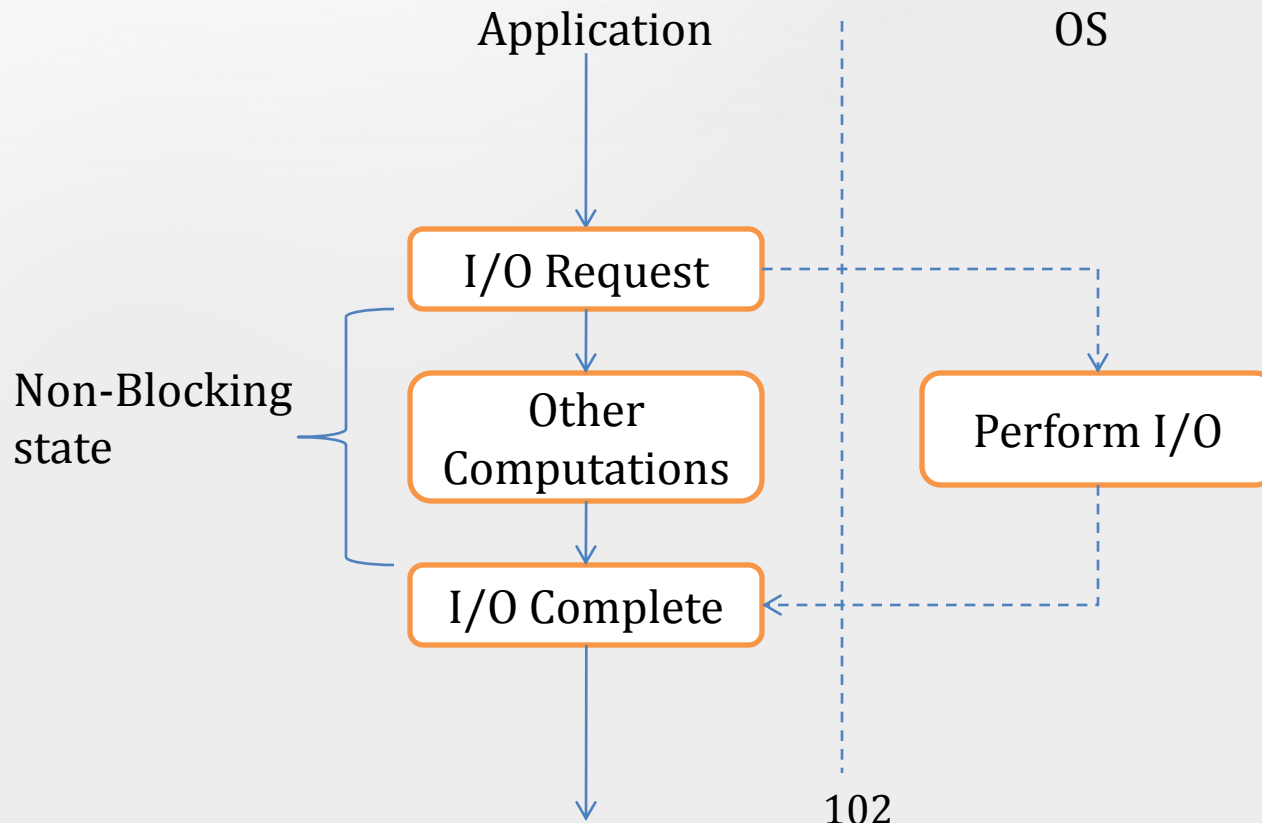 Application
OS
I/O Request
Non-Blocking
state
Other
Computations
Perform I/O
I/O Complete
102